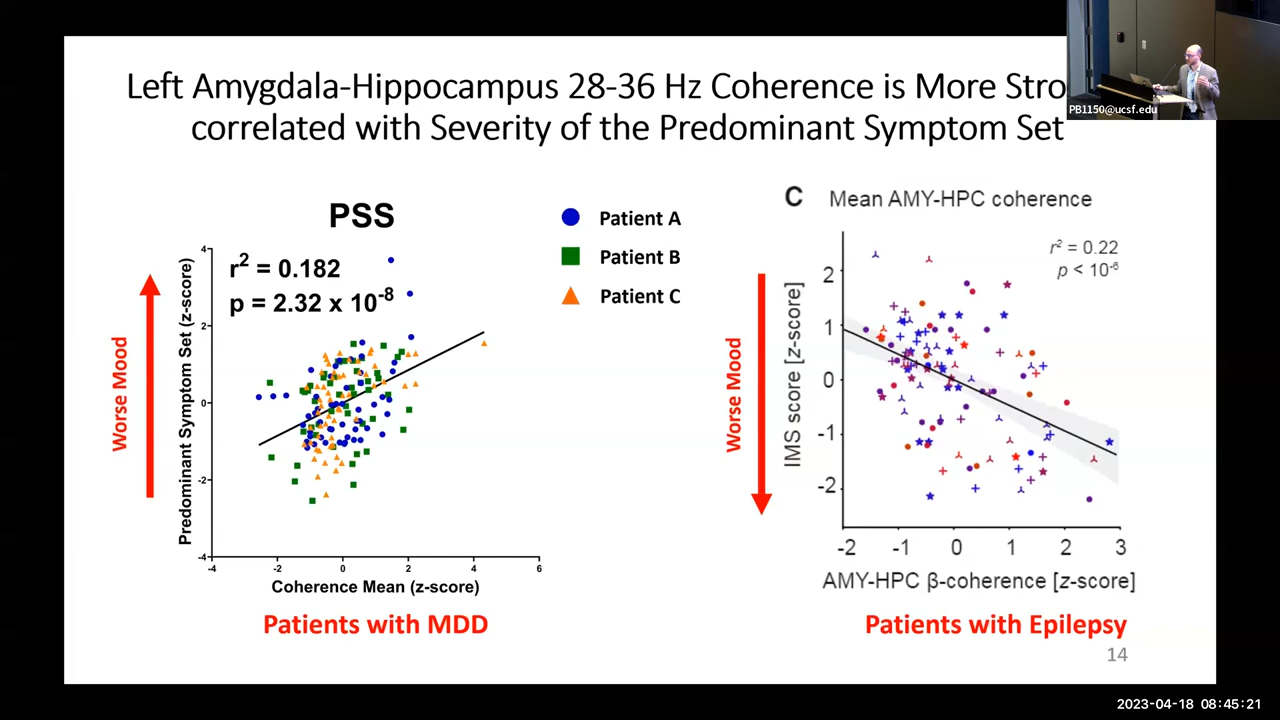 Left Amygdala-Hippocampus 28-36 Hz Coherence is More Stro
correlated with Severity of the Predominant Symptom Set
PB1150@ucsf.edu
PSS
r² = 0.182
p = 2.32 x 10⁻⁸
Patient A
Patient B
Patient C
Worse Mood
Predominant Symptom Set (z-score)
4
2
0
-2
-4
-4
-2
0
2
4
6
Coherence Mean (z-score)
Patients with MDD
C Mean AMY-HPC coherence
r² = 0.22
p < 10⁻⁶
Worse Mood
IMS score [z-score]
2
1
0
-1
-2
-2
-1
0
1
2
3
AMY-HPC β-coherence [z-score]
Patients with Epilepsy
14
2023-04-18 08:45:21